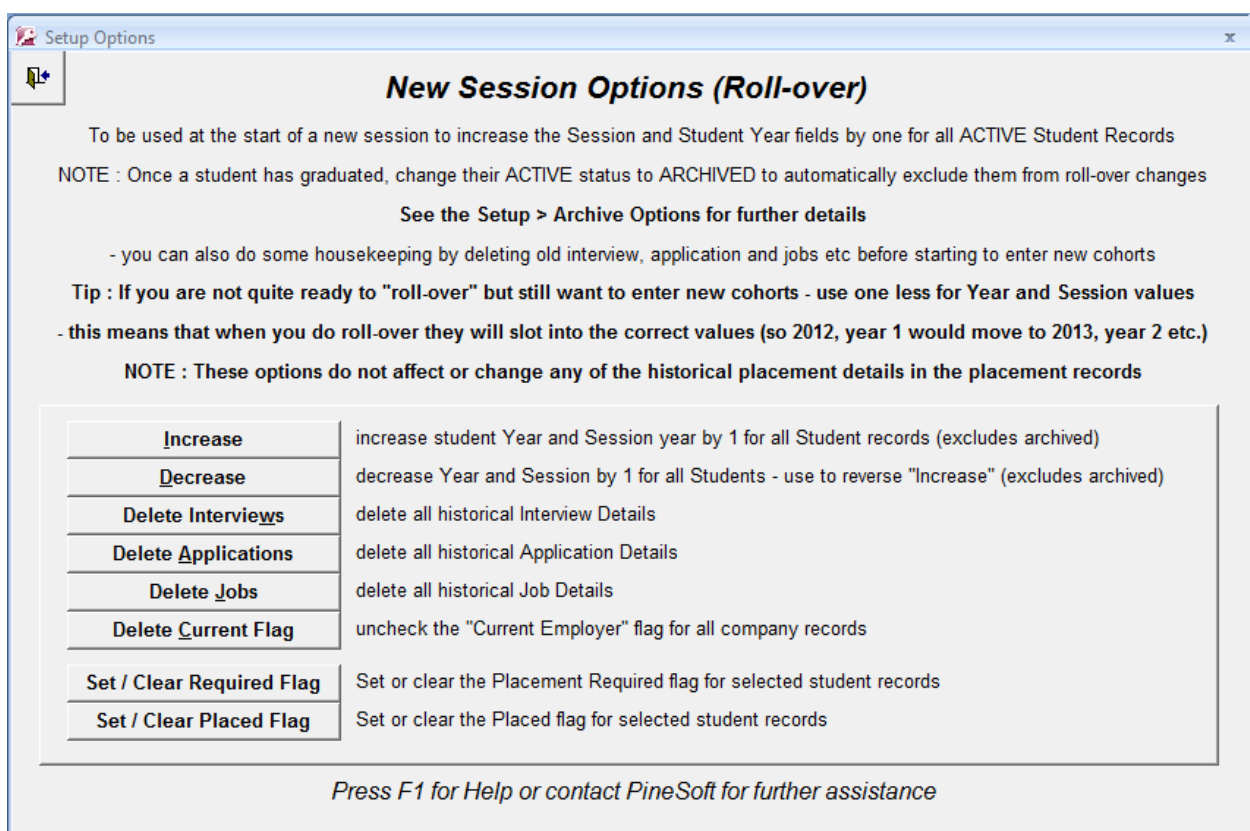 Setup Options
x
New Session Options (Roll-over)
To be used at the start of a new session to increase the Session and Student Year fields by one for all ACTIVE Student Records
NOTE : Once a student has graduated, change their ACTIVE status to ARCHIVED to automatically exclude them from roll-over changes
See the Setup > Archive Options for further details
- you can also do some housekeeping by deleting old interview, application and jobs etc before starting to enter new cohorts
Tip : If you are not quite ready to "roll-over" but still want to enter new cohorts - use one less for Year and Session values
- this means that when you do roll-over they will slot into the correct values (so 2012, year 1 would move to 2013, year 2 etc.)
NOTE : These options do not affect or change any of the historical placement details in the placement records
Increase increase student Year and Session year by 1 for all Student records (excludes archived)
Decrease decrease Year and Session by 1 for all Students - use to reverse "Increase" (excludes archived)
Delete Interviews delete all historical Interview Details
Delete Applications delete all historical Application Details
Delete Jobs delete all historical Job Details
Delete Current Flag uncheck the "Current Employer" flag for all company records
Set / Clear Required Flag Set or clear the Placement Required flag for selected student records
Set / Clear Placed Flag Set or clear the Placed flag for selected student records
Press F1 for Help or contact PineSoft for further assistance